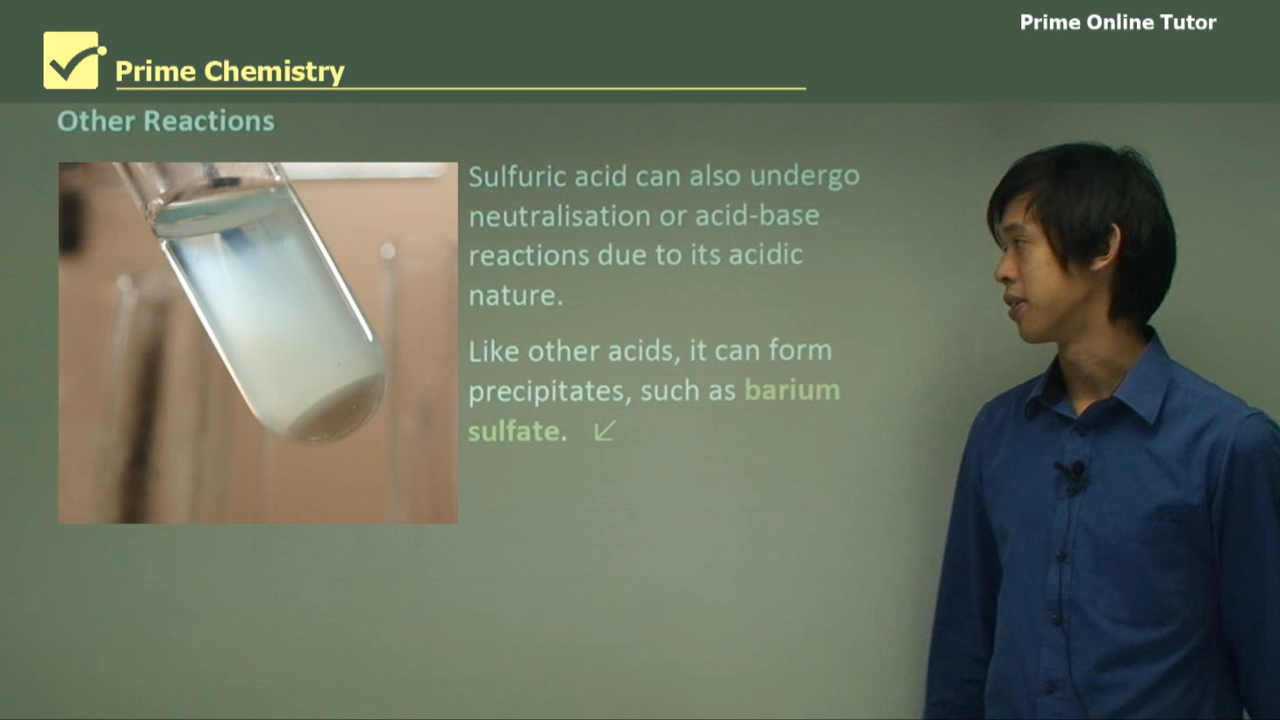 Prime Online Tutor
Prime Chemistry
Other Reactions
Sulfuric acid can also undergo
neutralisation or acid-base
reactions due to its acidic
nature.
Like other acids, it can form
precipitates, such as barium
sulfate. ↙